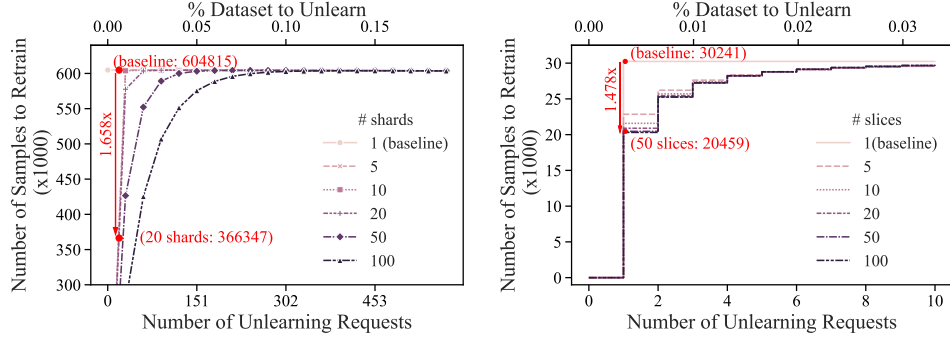 % Dataset to Unlearn
0.00 0.05 0.10 0.15
(baseline: 604815)
600
550
500
450
400
350
300
Number of Samples to Retrain
(x1000)
1.658x
# shards
1 (baseline)
5
10
20
50
100
(20 shards: 366347)
0 151 302 453
Number of Unlearning Requests
% Dataset to Unlearn
0.00 0.01 0.02 0.03
(baseline: 30241)
30
25
20
15
10
5
0
Number of Samples to Retrain
(x1000)
1.478x
# slices
1(baseline)
5
10
20
50
100
(50 slices: 20459)
0 2 4 6 8 10
Number of Unlearning Requests